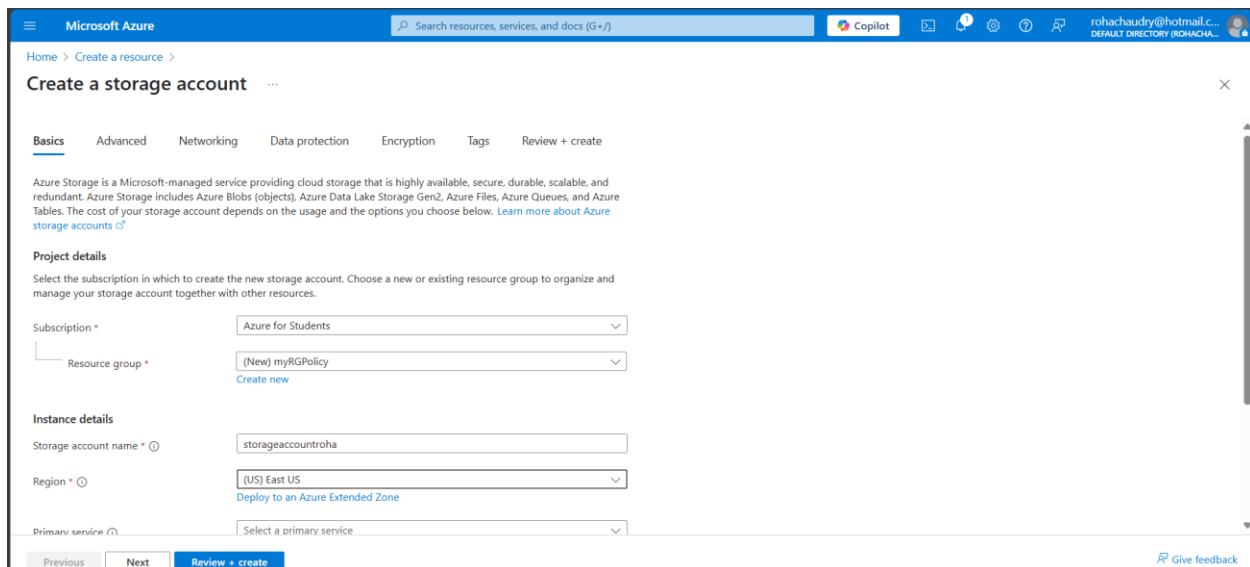 Microsoft Azure
Search resources, services, and docs (G+/)
Copilot
1
rohachaudry@hotmail.c...
DEFAULT DIRECTORY (ROHACHA...
Home > Create a resource >
Create a storage account ...
Basics Advanced Networking Data protection Encryption Tags Review + create
Azure Storage is a Microsoft-managed service providing cloud storage that is highly available, secure, durable, scalable, and
redundant. Azure Storage includes Azure Blobs (objects), Azure Data Lake Storage Gen2, Azure Files, Azure Queues, and Azure
Tables. The cost of your storage account depends on the usage and the options you choose below. Learn more about Azure
storage accounts
Project details
Select the subscription in which to create the new storage account. Choose a new or existing resource group to organize and
manage your storage account together with other resources.
Subscription * Azure for Students
Resource group * (New) myRGPolicy
Create new
Instance details
Storage account name * storageaccountroha
Region * (US) East US
Deploy to an Azure Extended Zone
Primary service Select a primary service
Previous Next Review + create Give feedback